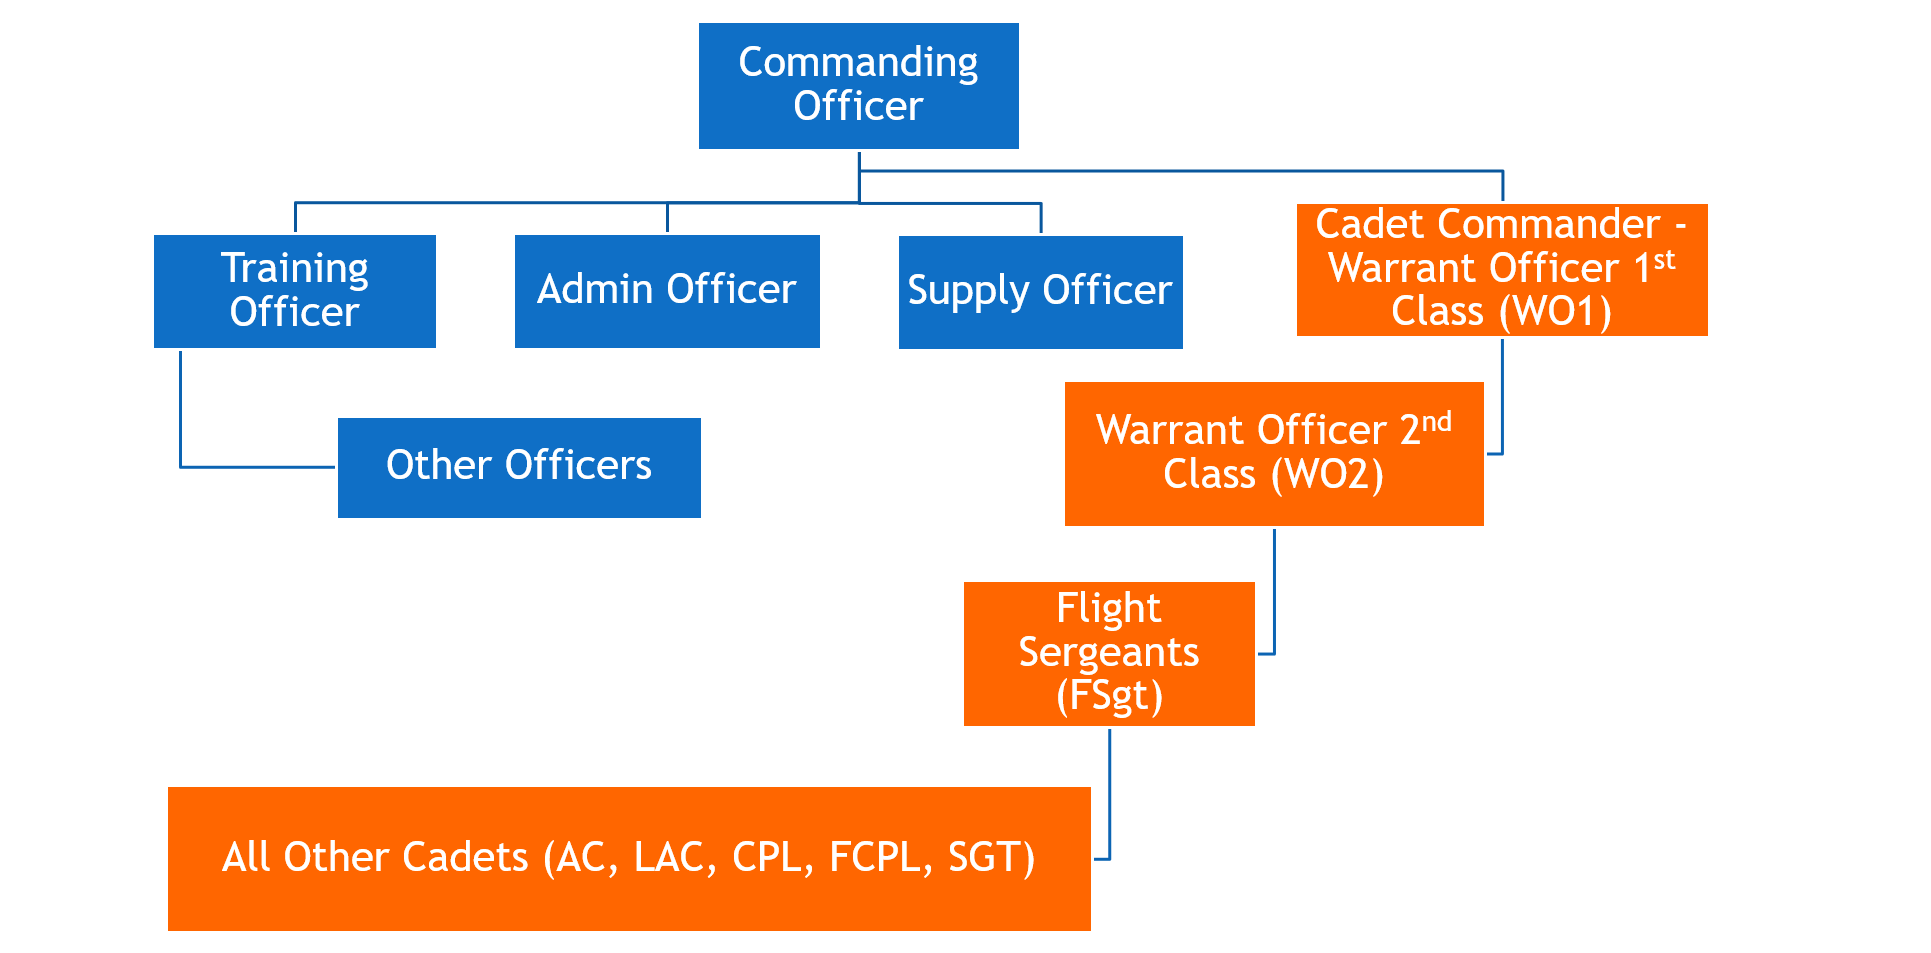 Commanding
Officer
Training
Officer
Admin Officer
Supply Officer
Cadet Commander -
Warrant Officer 1st
Class (WO1)
Other Officers
Warrant Officer 2nd
Class (WO2)
Flight
Sergeants
(FSgt)
All Other Cadets (AC, LAC, CPL, FCPL, SGT)